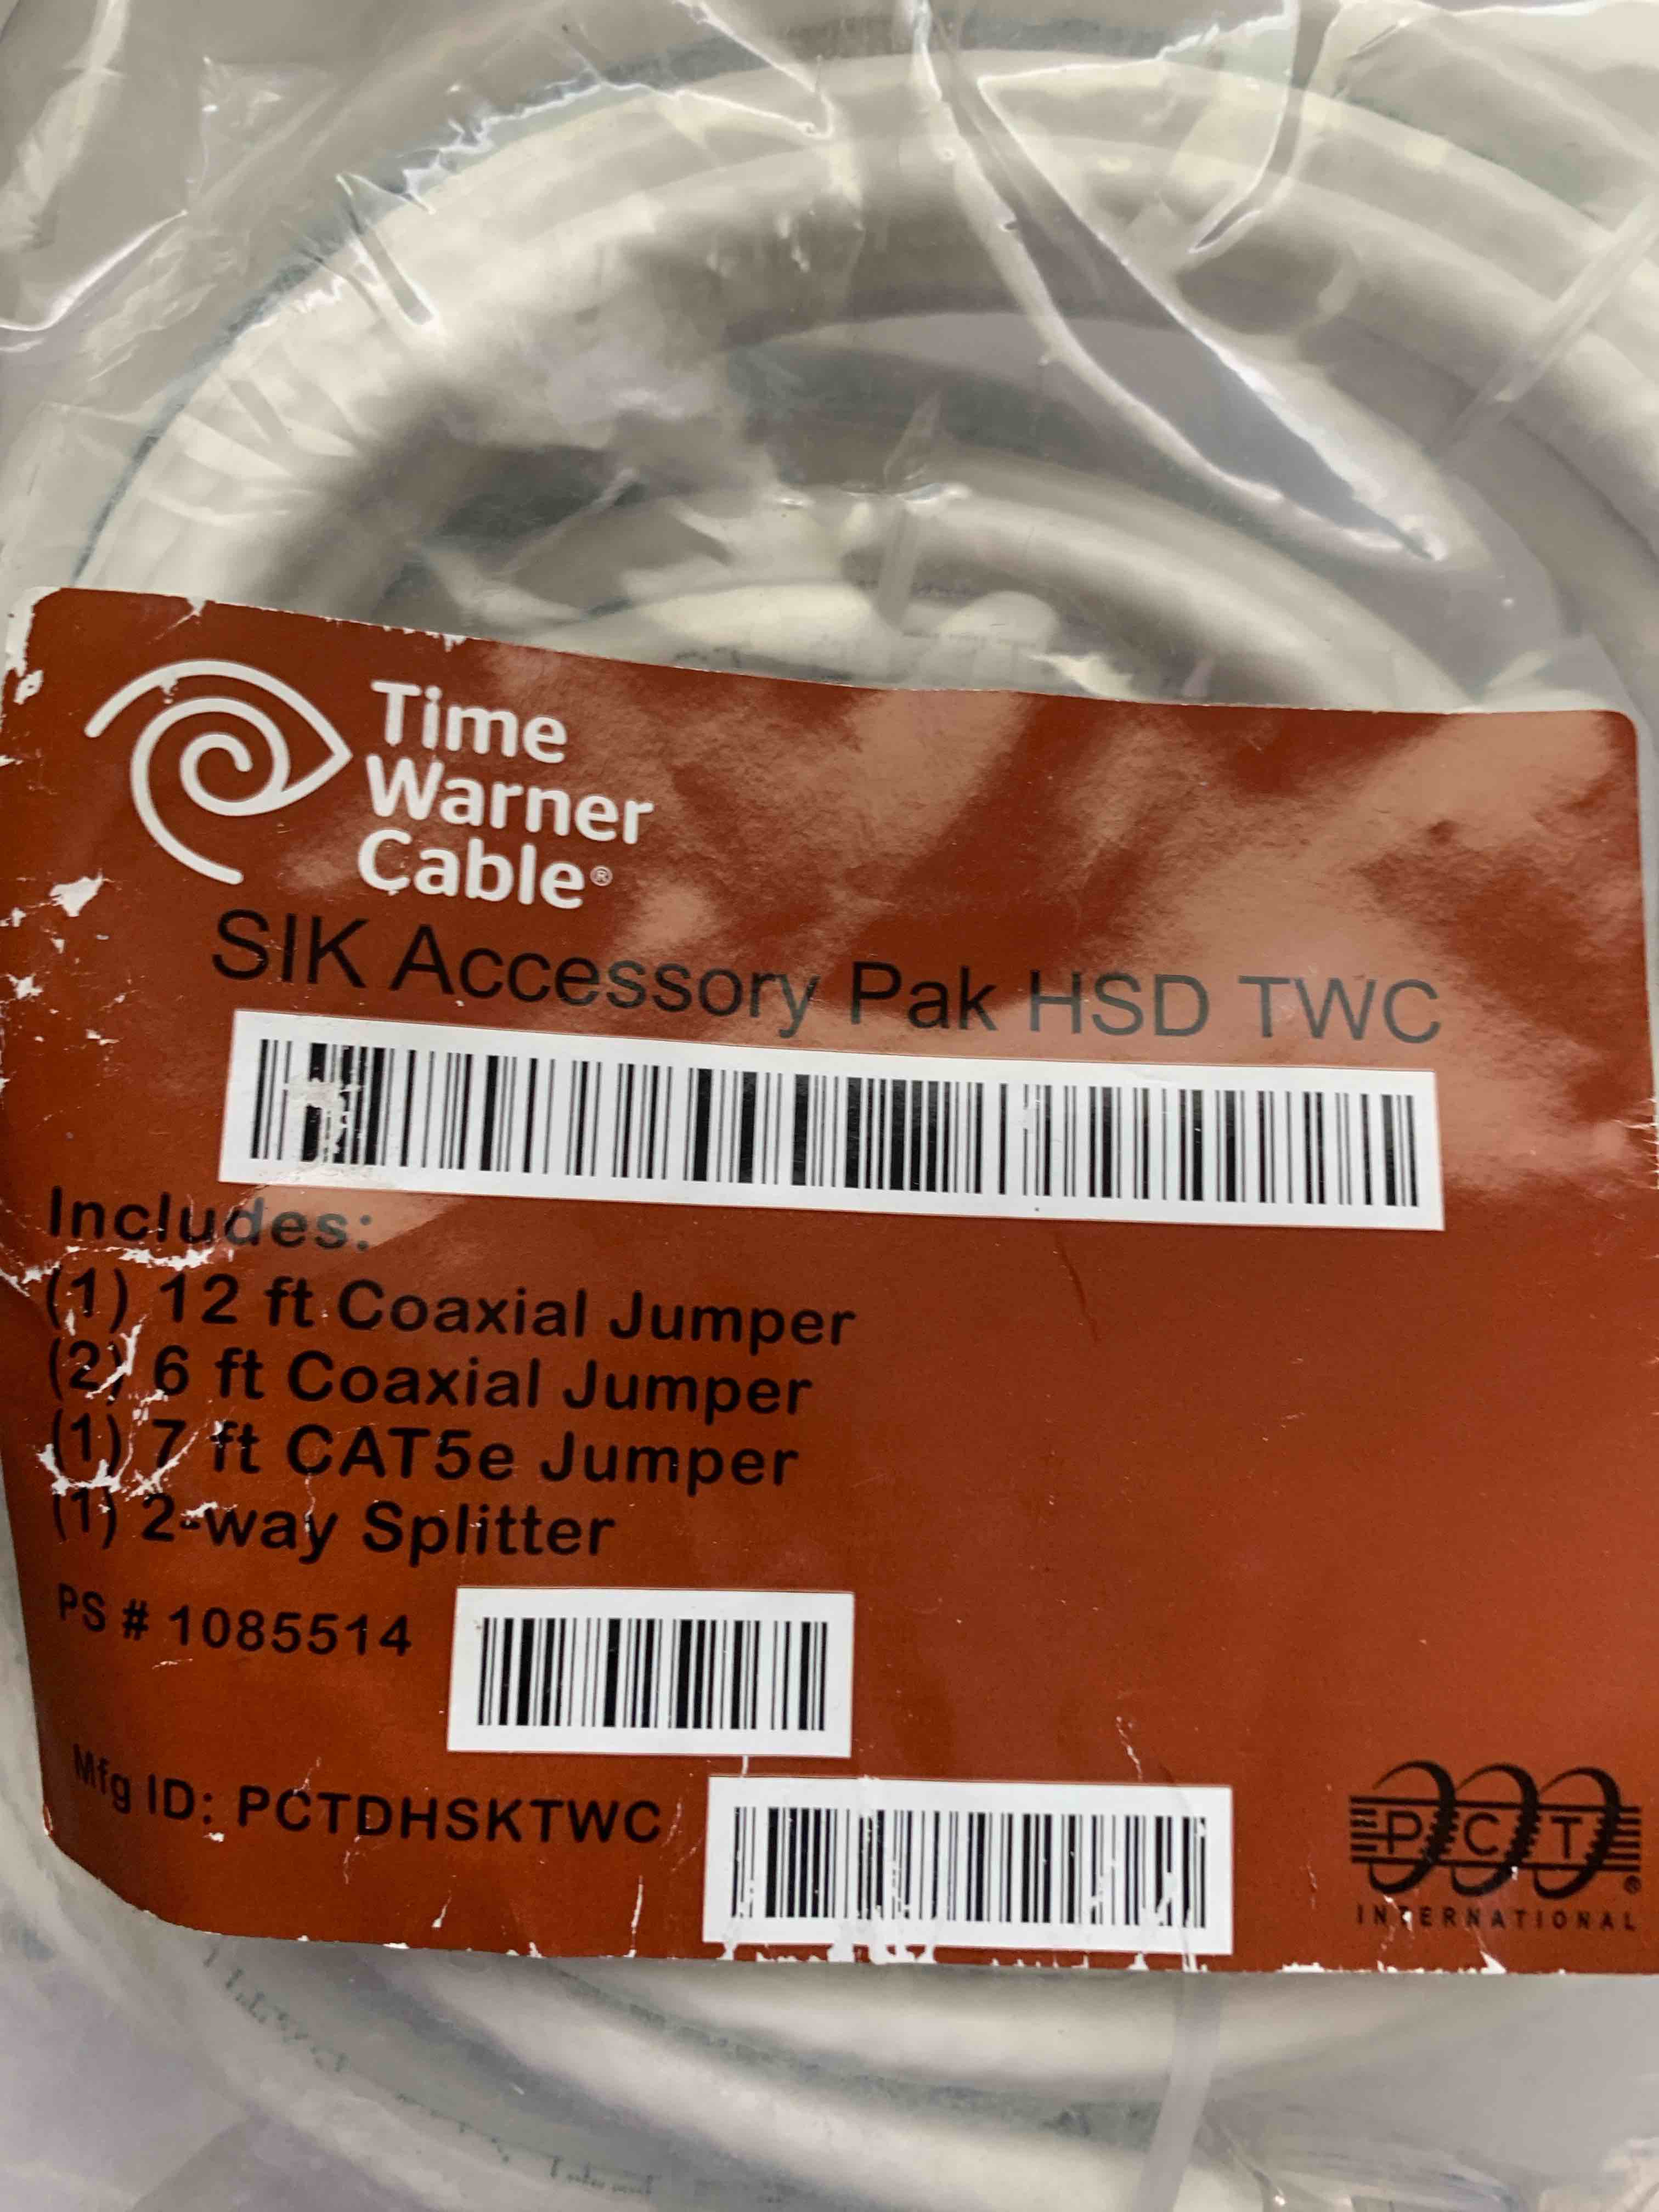 Time
Warner
Cable®
SIK Accessory Pak HSD TWC
Includes:
(1) 12 ft Coaxial Jumper
(2) 6 ft Coaxial Jumper
(1) 7 ft CAT5e Jumper
(1) 2-way Splitter
PS # 1085514
Mfg ID: PCTDHSKTWC
PCT®
INTERNATIONAL